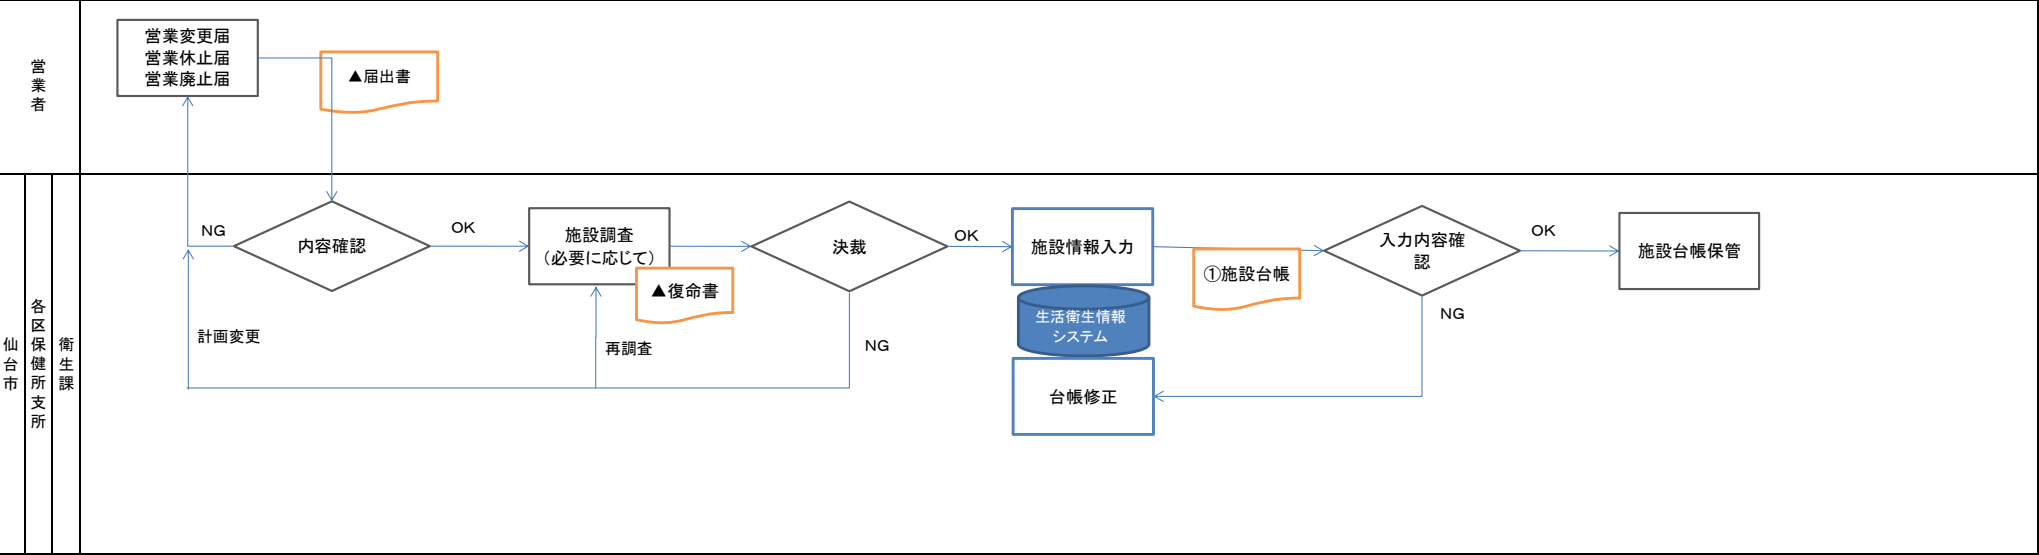 営業者
営業変更届
営業休止届
営業廃止届
▲届出書
仙台市
各区保健所支所
衛生課
NG
内容確認
OK
施設調査
（必要に応じて）
▲復命書
決裁
OK
施設情報入力
①施設台帳
入力内容確
認
OK
施設台帳保管
生活衛生情報
システム
NG
計画変更
再調査
NG
台帳修正